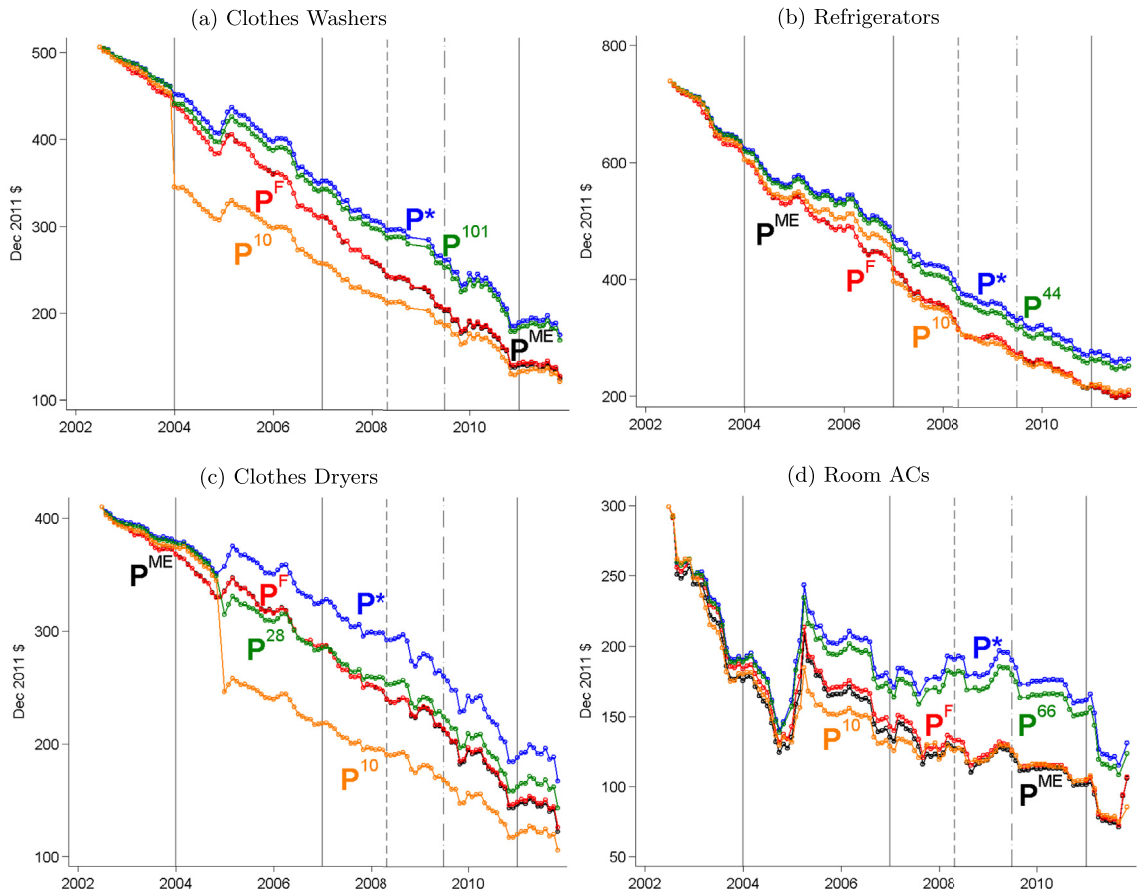 (a) Clothes Washers
Dec 2011 $
500
400
300
200
100
2002 2004 2006 2008 2010
P^F
P^10
P*
P^101
P^ME
(b) Refrigerators
Dec 2011 $
800
600
400
200
2002 2004 2006 2008 2010
P^ME
P^F
P^10
P*
P^44
(c) Clothes Dryers
Dec 2011 $
400
300
200
100
2002 2004 2006 2008 2010
P^ME
P^F
P^28
P*
P^10
(d) Room ACs
Dec 2011 $
300
250
200
150
100
50
2002 2004 2006 2008 2010
P*
P^F
P^10
P^66
P^ME